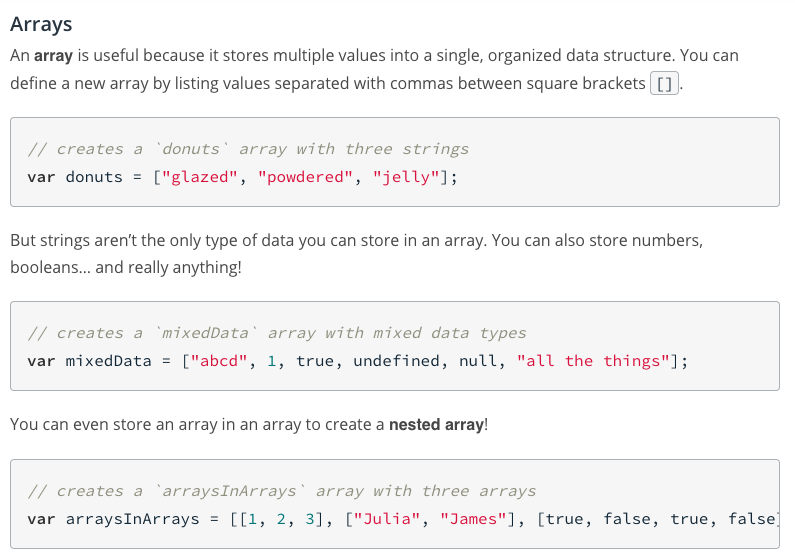 Arrays
An array is useful because it stores multiple values into a single, organized data structure. You can
define a new array by listing values separated with commas between square brackets [].
// creates a `donuts` array with three strings
var donuts = ["glazed", "powdered", "jelly"];
But strings aren’t the only type of data you can store in an array. You can also store numbers,
booleans... and really anything!
// creates a `mixedData` array with mixed data types
var mixedData = ["abcd", 1, true, undefined, null, "all the things"];
You can even store an array in an array to create a nested array!
// creates a `arraysInArrays` array with three arrays
var arraysInArrays = [[1, 2, 3], ["Julia", "James"], [true, false, true, false]